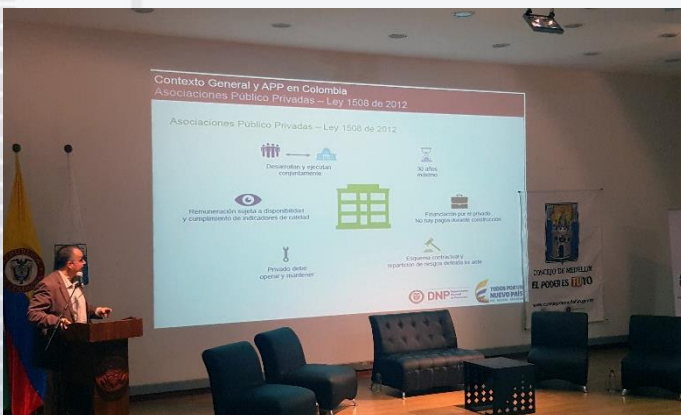 Contexto General y APP en Colombia
Asociaciones Público Privadas – Ley 1508 de 2012
Asociaciones Público Privadas – Ley 1508 de 2012
Desarrollan y ejecutan
conjuntamente
30 años
máximo
Remuneración sujeta a disponibilidad
y cumplimiento de indicadores de calidad
Financiación por el privado
No hay pagos durante construcción
Privado debe
operar y mantener
Esquema contractual y
repartición de riesgos definida ex ante
DNP
TODOS POR UN
NUEVO PAÍS
CONCEJO DE MEDELLÍN
EL PODER ES TUYO